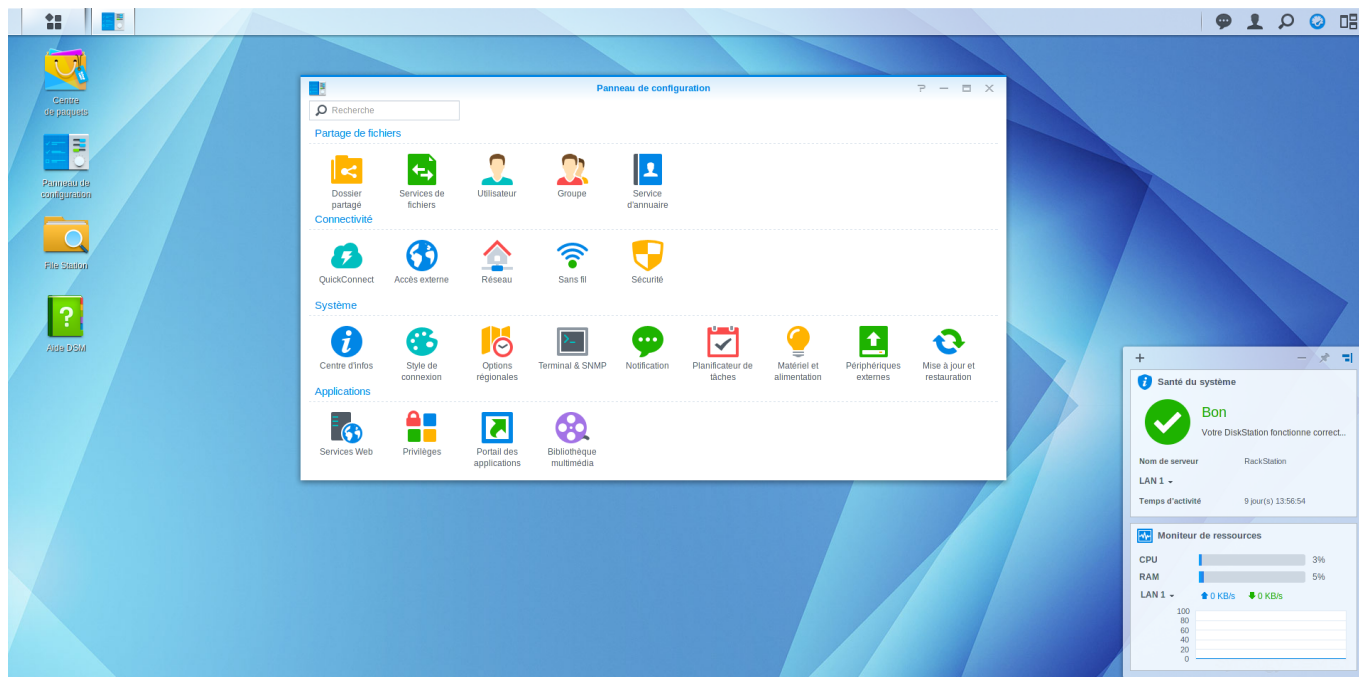 Centre
de paquets
Panneau de
configuration
File Station
Aide DSM
Panneau de configuration
Recherche
Partage de fichiers
Dossier
partagé
Services de
fichiers
Utilisateur
Groupe
Service
d'annuaire
Connectivité
QuickConnect
Accès externe
Réseau
Sans fil
Sécurité
Système
Centre d'Infos
Style de
connexion
Options
régionales
Terminal & SNMP
Notification
Planificateur de
tâches
Matériel et
alimentation
Périphériques
externes
Mise à jour et
restauration
Applications
Services Web
Privilèges
Portail des
applications
Bibliothèque
multimédia
Santé du système
Bon
Votre DiskStation fonctionne correct...
Nom de serveur RackStation
LAN 1
Temps d'activité 9 jour(s) 13:56:54
Moniteur de ressources
CPU 3%
RAM 5%
LAN 1 0 KB/s 0 KB/s
100
80
60
40
20
0